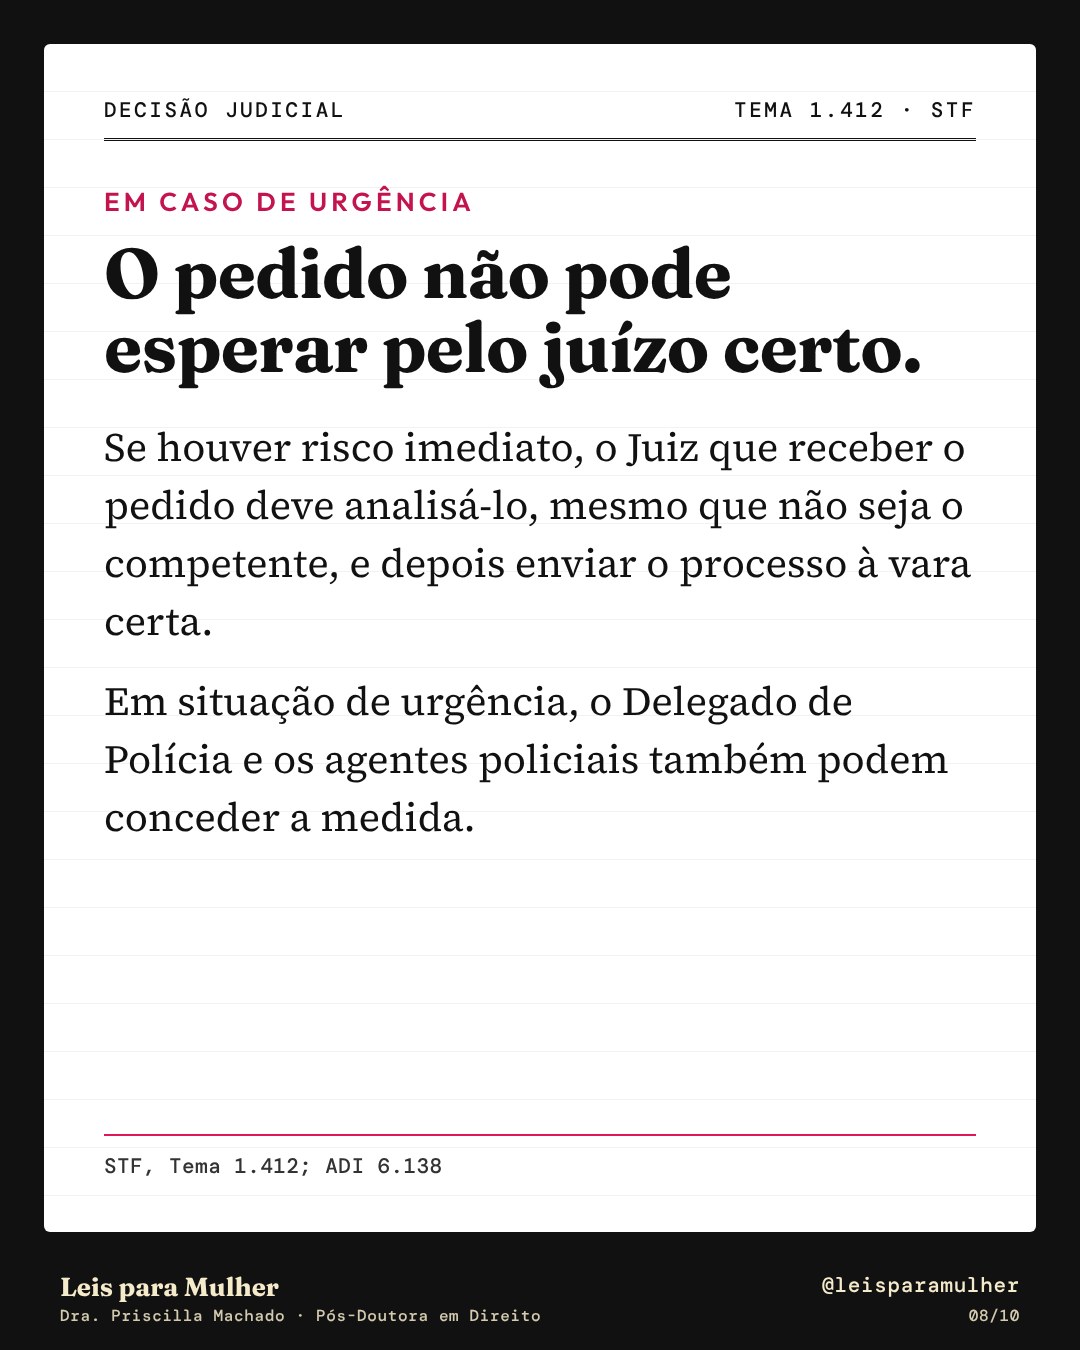 DECISÃO JUDICIAL
TEMA 1.412 · STF
EM CASO DE URGÊNCIA
O pedido não pode
esperar pelo juízo certo.
Se houver risco imediato, o Juiz que receber o
pedido deve analisá-lo, mesmo que não seja o
competente, e depois enviar o processo à vara
certa.
Em situação de urgência, o Delegado de
Polícia e os agentes policiais também podem
conceder a medida.
STF, Tema 1.412; ADI 6.138
Leis para Mulher
Dra. Priscilla Machado · Pós-Doutora em Direito
@leisparamulher
08/10